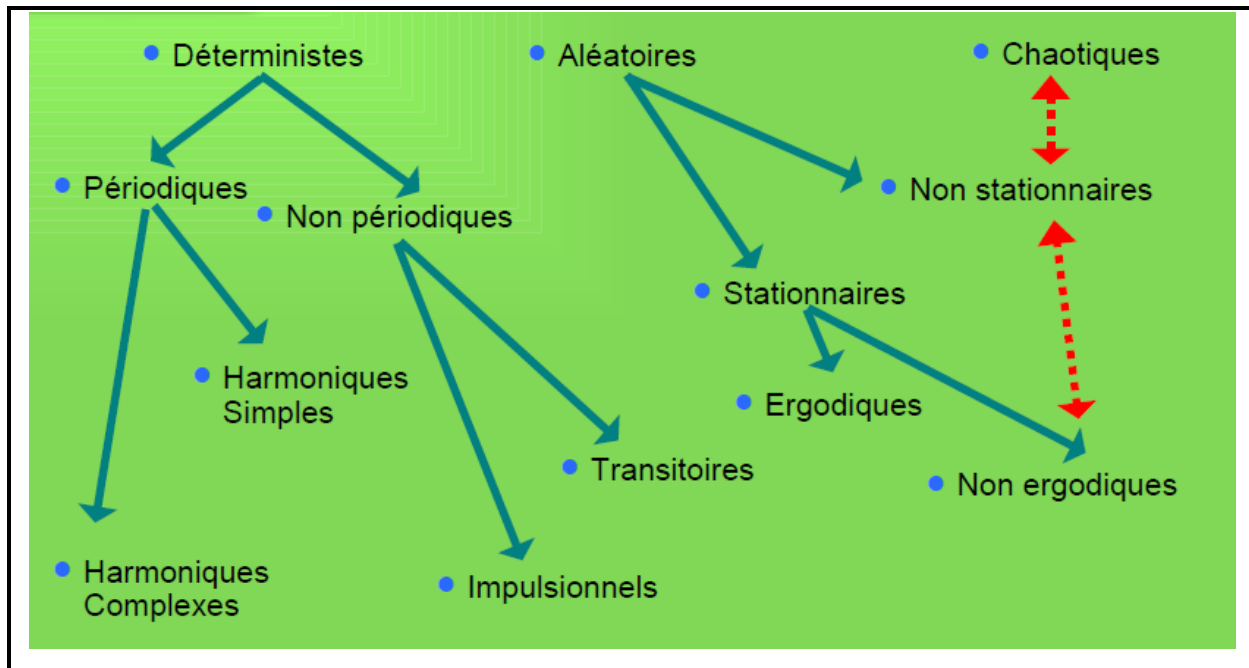 Déterministes
Aléatoires
Chaotiques
Périodiques
Non périodiques
Non stationnaires
Stationnaires
Harmoniques
Simples
Ergodiques
Transitoires
Non ergodiques
Harmoniques
Complexes
Impulsionnels